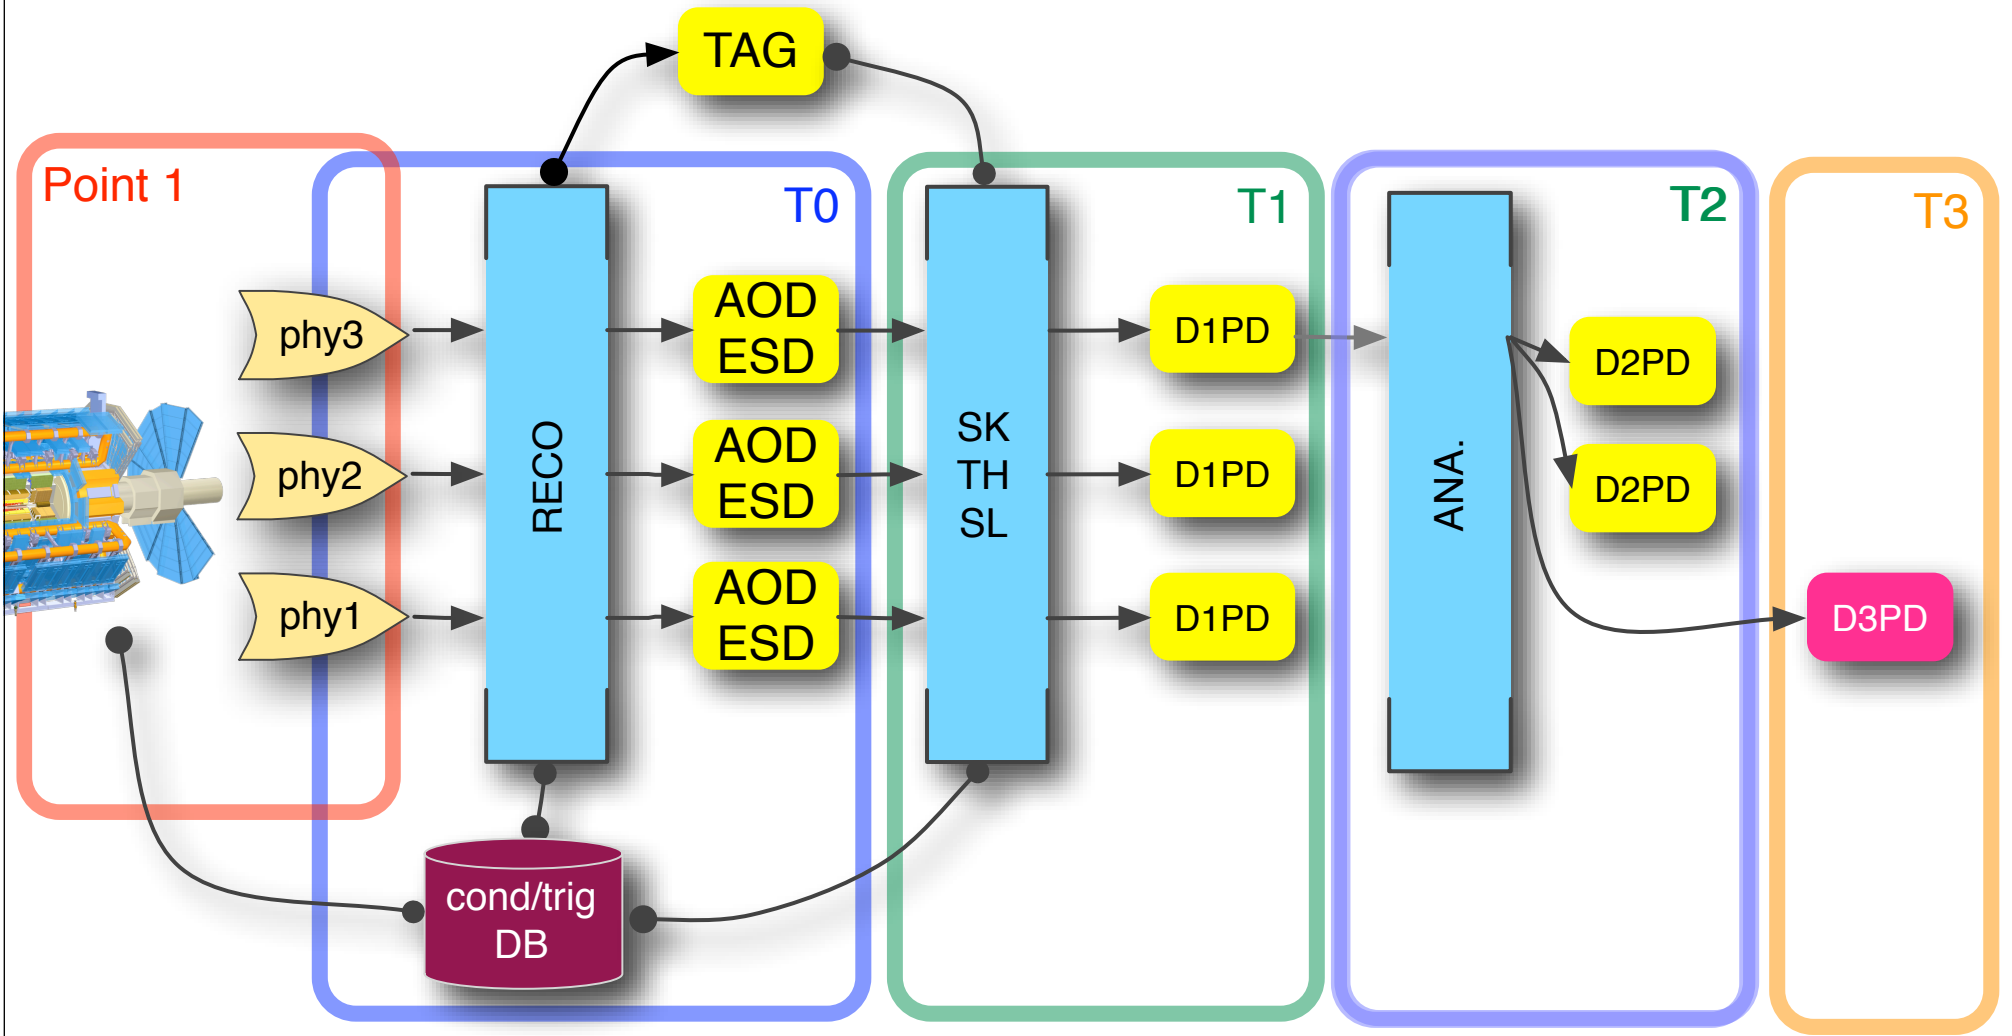 TAG
Point 1
T0
T1
T2
T3
phy3
phy2
phy1
RECO
AOD
ESD
AOD
ESD
AOD
ESD
SK
TH
SL
D1PD
D1PD
D1PD
ANA.
D2PD
D2PD
D3PD
cond/trig
DB